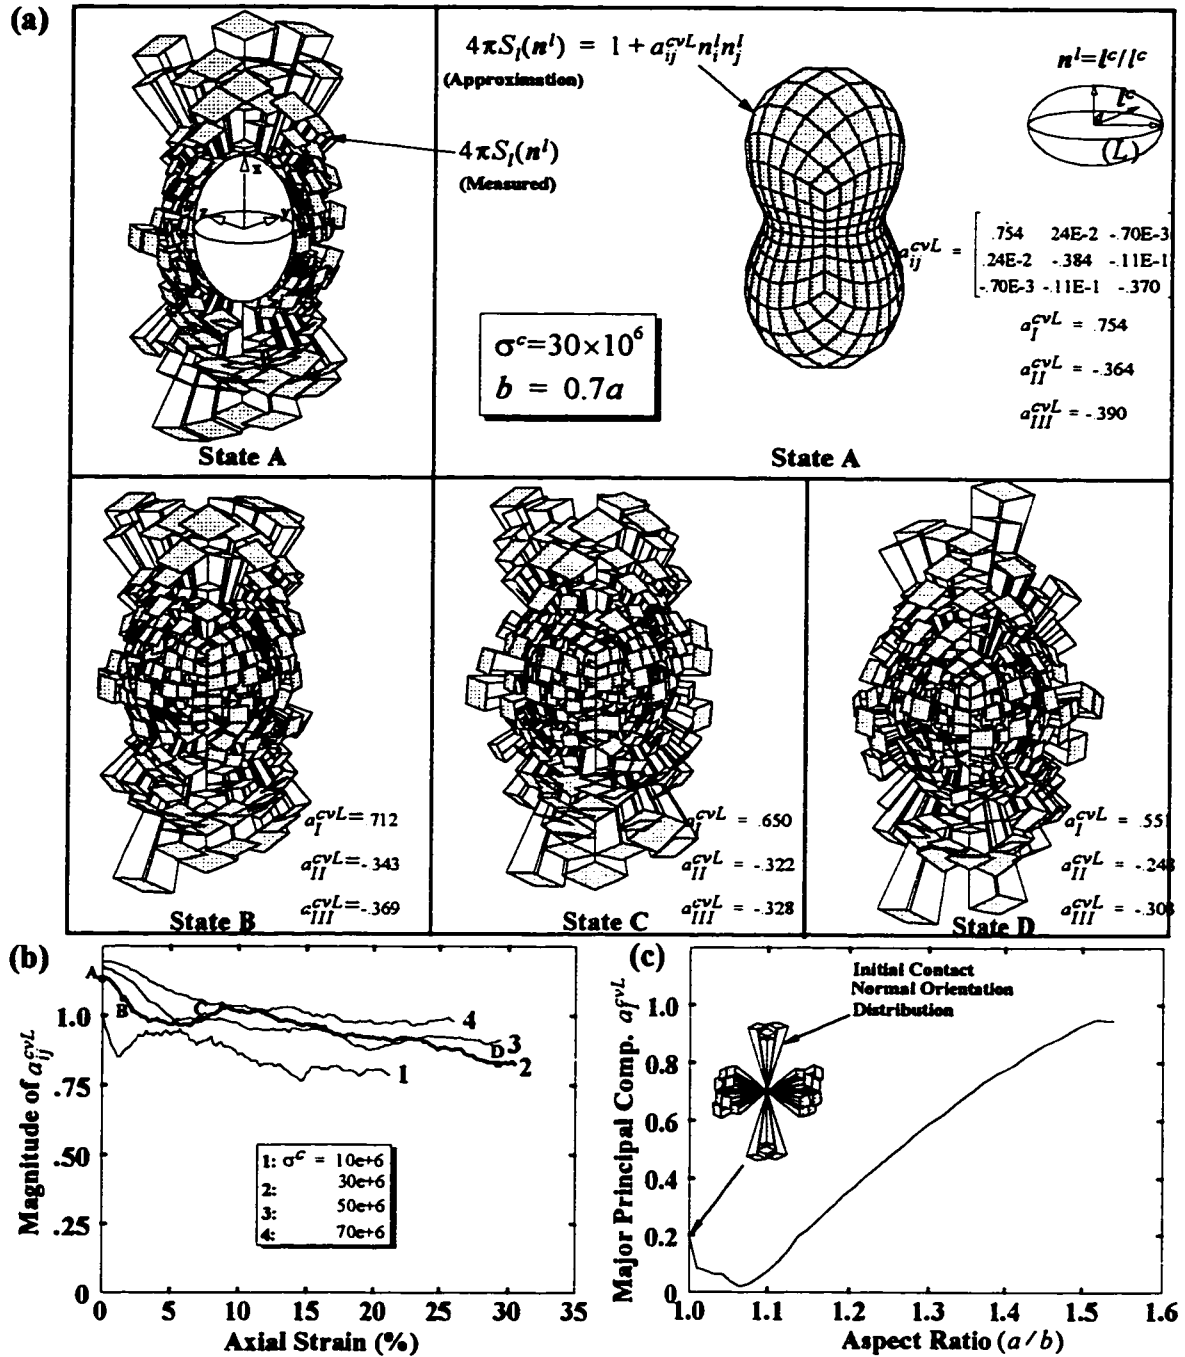 (a)
4πS_l(n^l) = 1 + a_ij^cvL n_i^l n_j^l
(Approximation)
4πS_l(n^l)
(Measured)
x
z
y
n^l=l^c/l^c
l^c
(L)
a_ij^cvL =
.754 24E-2 -.70E-3
.24E-2 -.384 -.11E-1
-.70E-3 -.11E-1 -.370
a_I^cvL = .754
a_II^cvL = -.364
a_III^cvL = -.390
σ^c=30×10^6
b = 0.7a
State A
State A
a_I^cvL= 712
a_II^cvL=-.343
a_III^cvL=-.369
State B
a_I^cvL = .650
a_II^cvL = -.322
a_III^cvL = -.328
State C
a_I^cvL = .551
a_II^cvL = -.248
a_III^cvL = -.308
State D
(b)
Magnitude of a_ij^cvL
1.0
.75
.50
.25
0
A
B
C
D
4
3
2
1
1: σ^c = 10e+6
2: 30e+6
3: 50e+6
4: 70e+6
0 5 10 15 20 25 30 35
Axial Strain (%)
(c)
Initial Contact
Normal Orientation
Distribution
Major Principal Comp. a_I^cvL
1.0
0.8
0.6
0.4
0.2
0
1.0 1.1 1.2 1.3 1.4 1.5 1.6
Aspect Ratio (a/b)